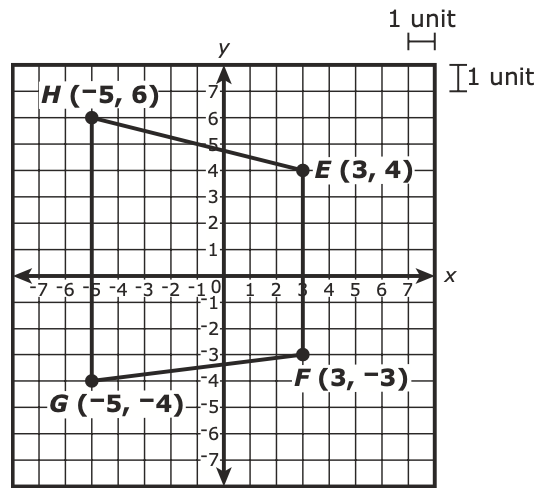 1 unit
y
1 unit
H (−5, 6)
7
6
5
4
E (3, 4)
3
2
1
x
-7 -6 -5 -4 -3 -2 -1 0 1 2 3 4 5 6 7
-1
-2
-3
F (3, −3)
-4
G (−5, −4)
-5
-6
-7